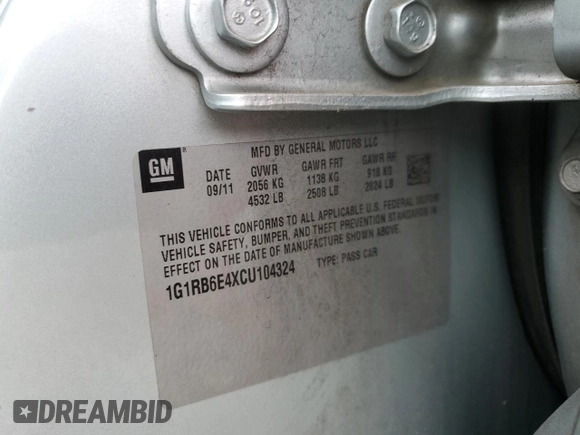 GM
MFD BY GENERAL MOTORS LLC
DATE GVWR GAWR FRT GAWR RR
09/11 2056 KG 1138 KG 918 KG
4532 LB 2508 LB 2024 LB
THIS VEHICLE CONFORMS TO ALL APPLICABLE U.S. FEDERAL MOTOR
VEHICLE SAFETY, BUMPER, AND THEFT PREVENTION STANDARDS IN
EFFECT ON THE DATE OF MANUFACTURE SHOWN ABOVE.
1G1RB6E4XCU104324 TYPE: PASS CAR
DREAMBID